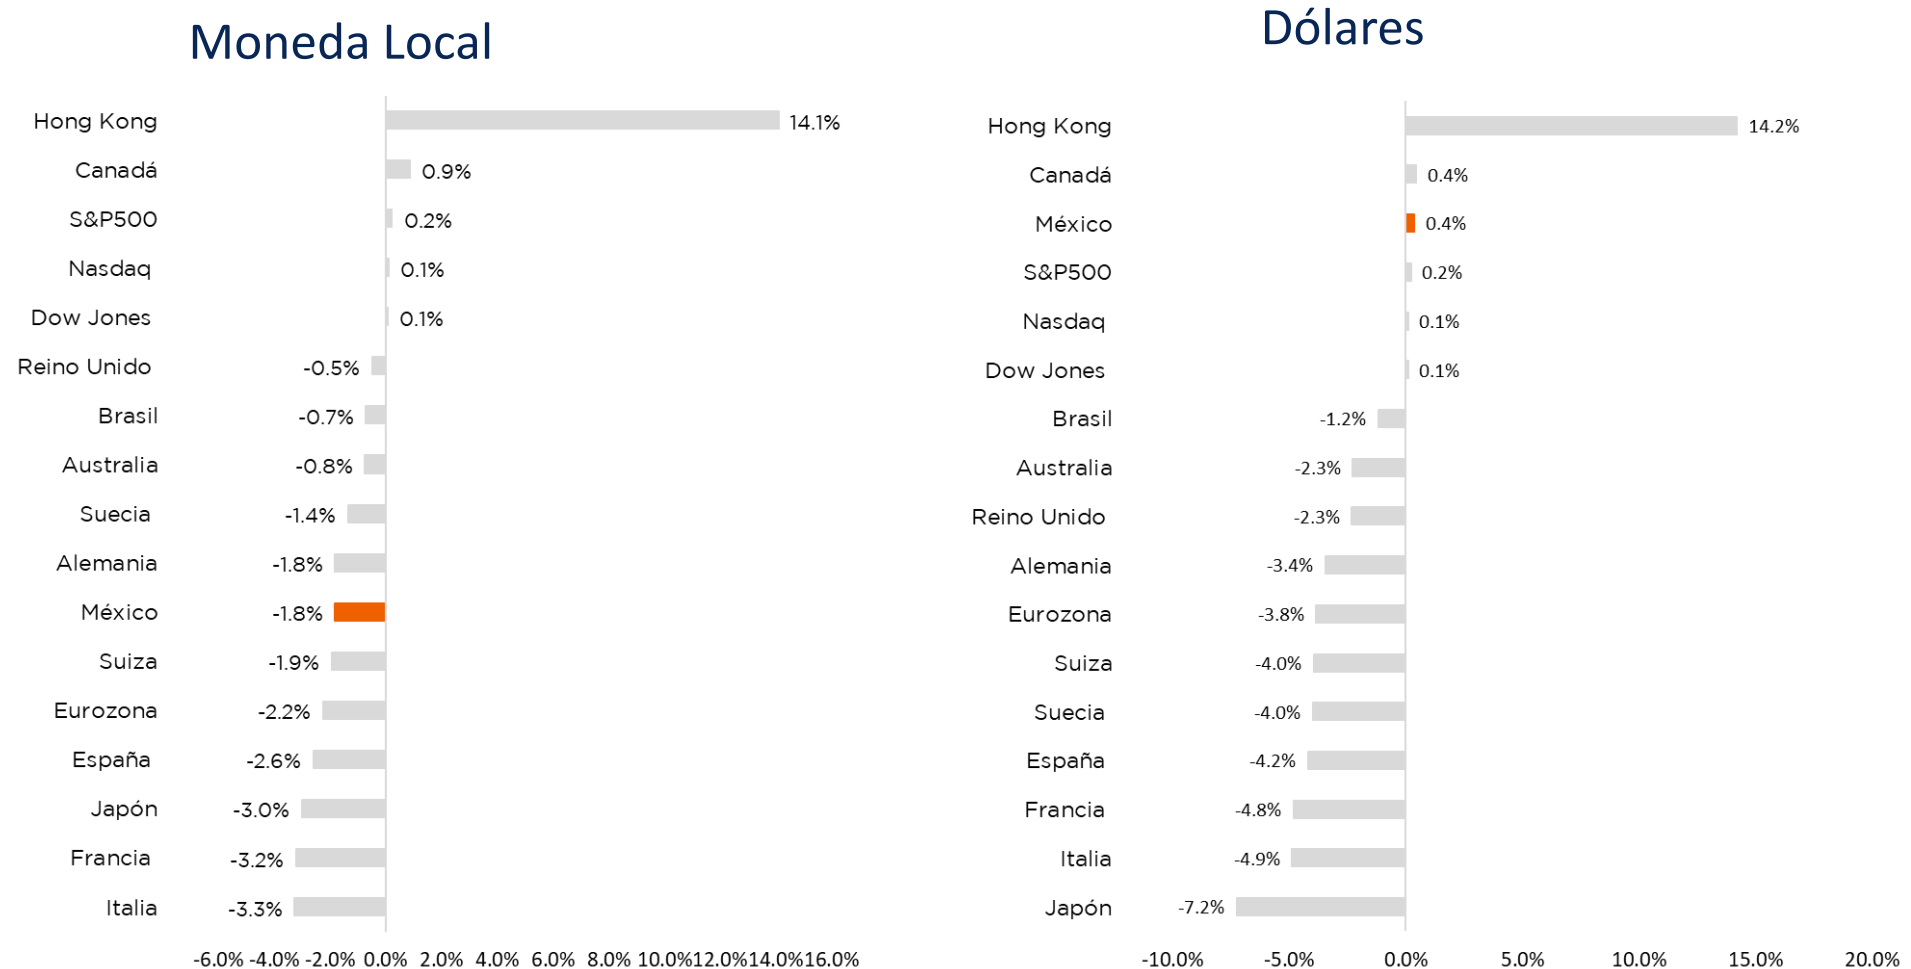 Moneda Local
Hong Kong 14.1%
Canadá 0.9%
S&P500 0.2%
Nasdaq 0.1%
Dow Jones 0.1%
Reino Unido -0.5%
Brasil -0.7%
Australia -0.8%
Suecia -1.4%
Alemania -1.8%
México -1.8%
Suiza -1.9%
Eurozona -2.2%
España -2.6%
Japón -3.0%
Francia -3.2%
Italia -3.3%
-6.0% -4.0% -2.0% 0.0% 2.0% 4.0% 6.0% 8.0% 10.0% 12.0% 14.0% 16.0%
Dólares
Hong Kong 14.2%
Canadá 0.4%
México 0.4%
S&P500 0.2%
Nasdaq 0.1%
Dow Jones 0.1%
Brasil -1.2%
Australia -2.3%
Reino Unido -2.3%
Alemania -3.4%
Eurozona -3.8%
Suiza -4.0%
Suecia -4.0%
España -4.2%
Francia -4.8%
Italia -4.9%
Japón -7.2%
-10.0% -5.0% 0.0% 5.0% 10.0% 15.0% 20.0%